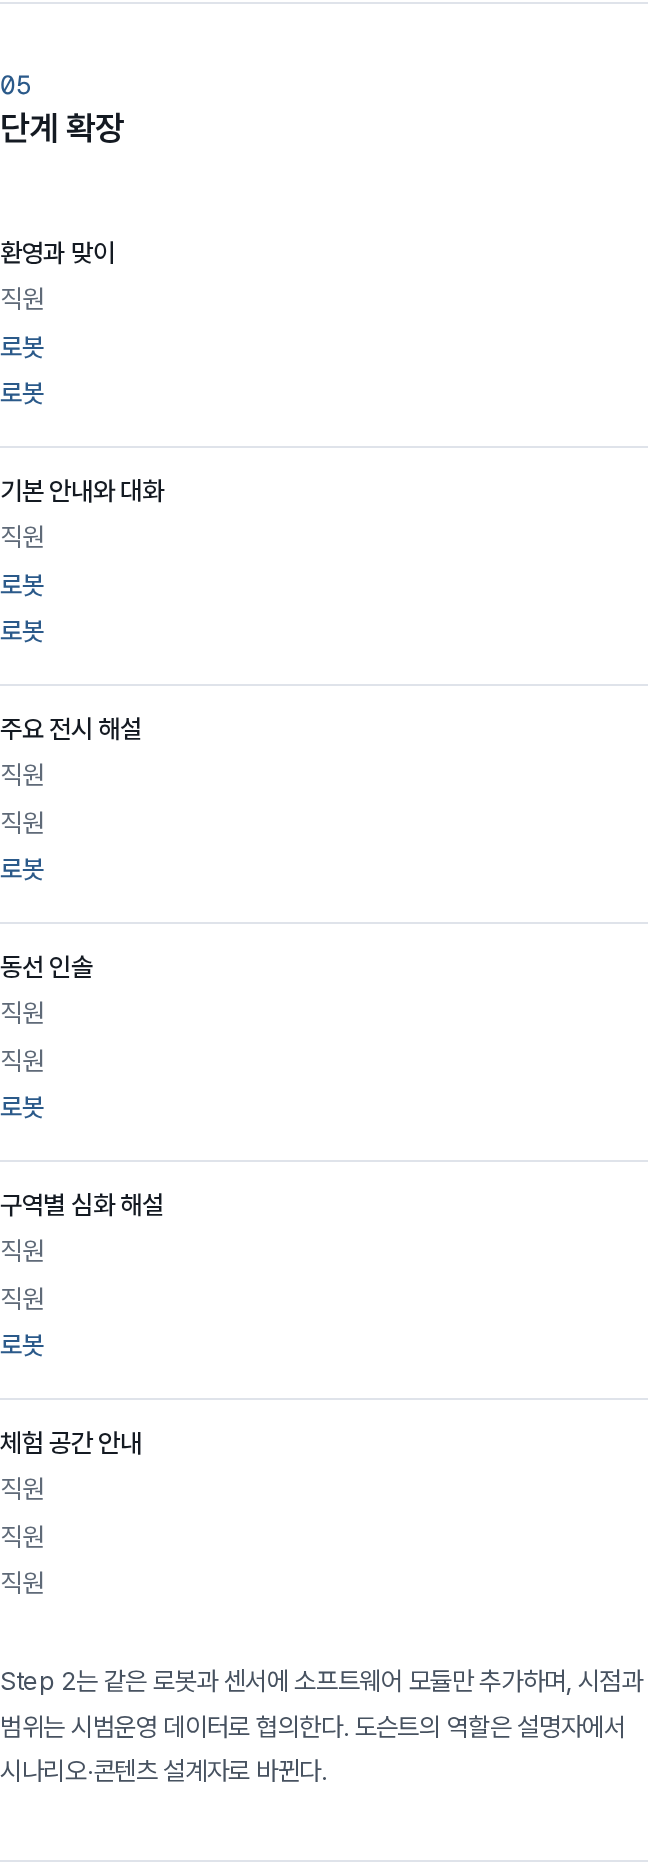 05
단계 확장
환영과 맞이
직원
로봇
로봇
기본 안내와 대화
직원
로봇
로봇
주요 전시 해설
직원
직원
로봇
동선 인솔
직원
직원
로봇
구역별 심화 해설
직원
직원
로봇
체험 공간 안내
직원
직원
직원
Step 2는 같은 로봇과 센서에 소프트웨어 모듈만 추가하며, 시점과
범위는 시범운영 데이터로 협의한다. 도슨트의 역할은 설명자에서
시나리오·콘텐츠 설계자로 바뀐다.